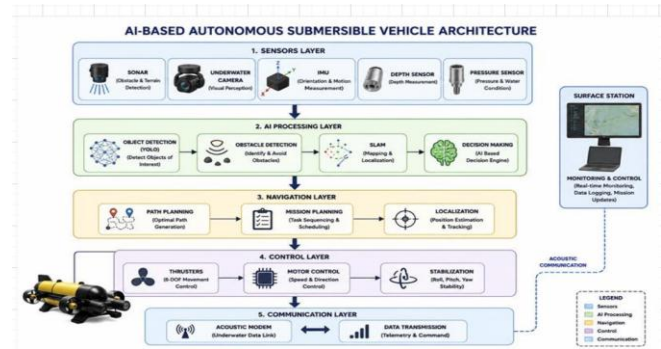 AI-BASED AUTONOMOUS SUBMERSIBLE VEHICLE ARCHITECTURE
1. SENSORS LAYER
SONAR
(Obstacle & Terrain
Detection)
UNDERWATER
CAMERA
(Visual Perception)
IMU
(Orientation & Motion
Measurement)
DEPTH SENSOR
(Depth Measurement)
PRESSURE SENSOR
(Pressure & Water
Condition)
2. AI PROCESSING LAYER
OBJECT DETECTION
(YOLO)
(Detect Objects of
Interest)
OBSTACLE DETECTION
(Identify & Avoid
Obstacles)
SLAM
(Mapping &
Localization)
DECISION MAKING
(AI Based
Decision Engine)
3. NAVIGATION LAYER
PATH PLANNING
(Optimal Path
Generation)
MISSION PLANNING
(Task Sequencing &
Scheduling)
LOCALIZATION
(Position Estimation
& Tracking)
4. CONTROL LAYER
THRUSTERS
(6-DOF Movement
Control)
MOTOR CONTROL
(Speed & Direction
Control)
STABILIZATION
(Roll, Pitch, Yaw
Stability)
5. COMMUNICATION LAYER
ACOUSTIC MODEM
(Underwater Data Link)
DATA TRANSMISSION
(Telemetry & Command)
SURFACE STATION
MONITORING & CONTROL
(Real-time Monitoring,
Data Logging, Mission
Updates)
ACOUSTIC
COMMUNICATION
LEGEND
Sensors
AI Processing
Navigation
Control
Communication